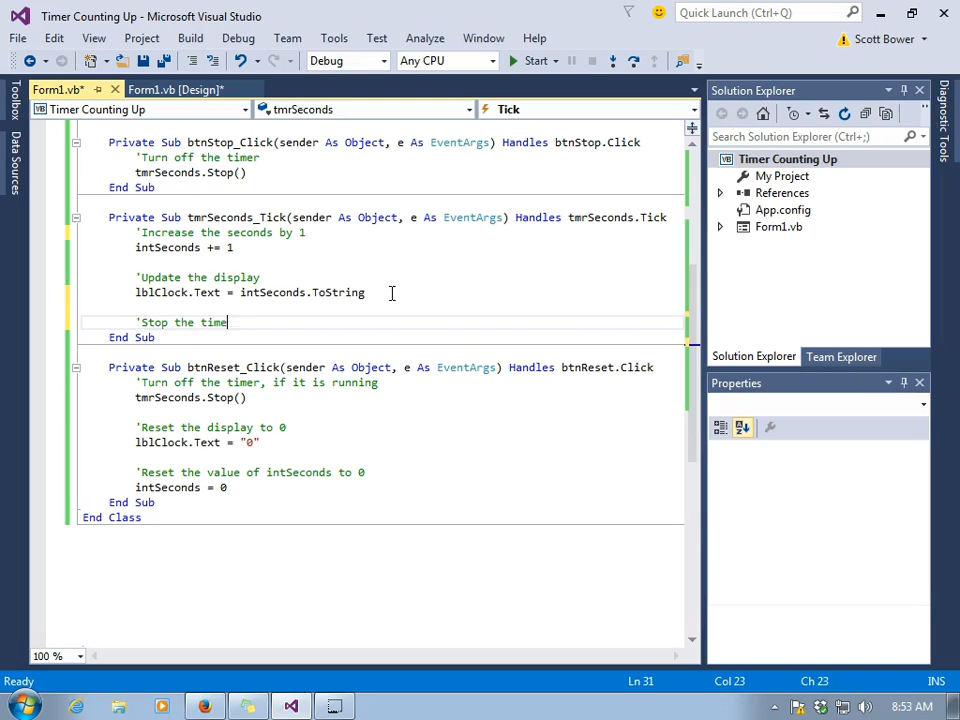 Timer Counting Up - Microsoft Visual Studio
Quick Launch (Ctrl+Q)
File Edit View Project Build Debug Team Tools Test Analyze Window Help
Scott Bower
Debug Any CPU Start
Form1.vb* Form1.vb [Design]*
Timer Counting Up tmrSeconds Tick
Toolbox
Data Sources
Private Sub btnStop_Click(sender As Object, e As EventArgs) Handles btnStop.Click
'Turn off the timer
tmrSeconds.Stop()
End Sub
Private Sub tmrSeconds_Tick(sender As Object, e As EventArgs) Handles tmrSeconds.Tick
'Increase the seconds by 1
intSeconds += 1
'Update the display
lblClock.Text = intSeconds.ToString
'Stop the time
End Sub
Private Sub btnReset_Click(sender As Object, e As EventArgs) Handles btnReset.Click
'Turn off the timer, if it is running
tmrSeconds.Stop()
'Reset the display to 0
lblClock.Text = "0"
'Reset the value of intSeconds to 0
intSeconds = 0
End Sub
End Class
100 %
Solution Explorer
Search Solution Explorer (Ctrl+;)
Timer Counting Up
My Project
References
App.config
Form1.vb
Solution Explorer Team Explorer
Properties
Diagnostic Tools
Ready Ln 31 Col 23 Ch 23 INS
8:53 AM